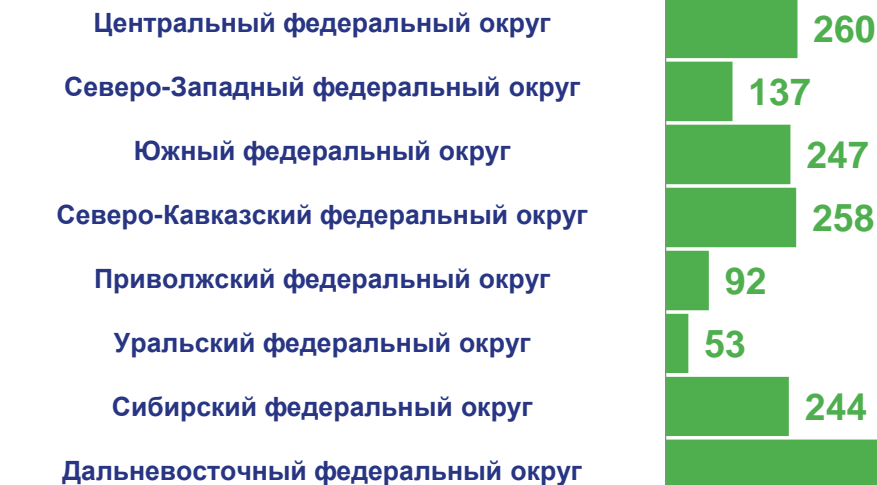 Центральный федеральный округ 260
Северо-Западный федеральный округ 137
Южный федеральный округ 247
Северо-Кавказский федеральный округ 258
Приволжский федеральный округ 92
Уральский федеральный округ 53
Сибирский федеральный округ 244
Дальневосточный федеральный округ